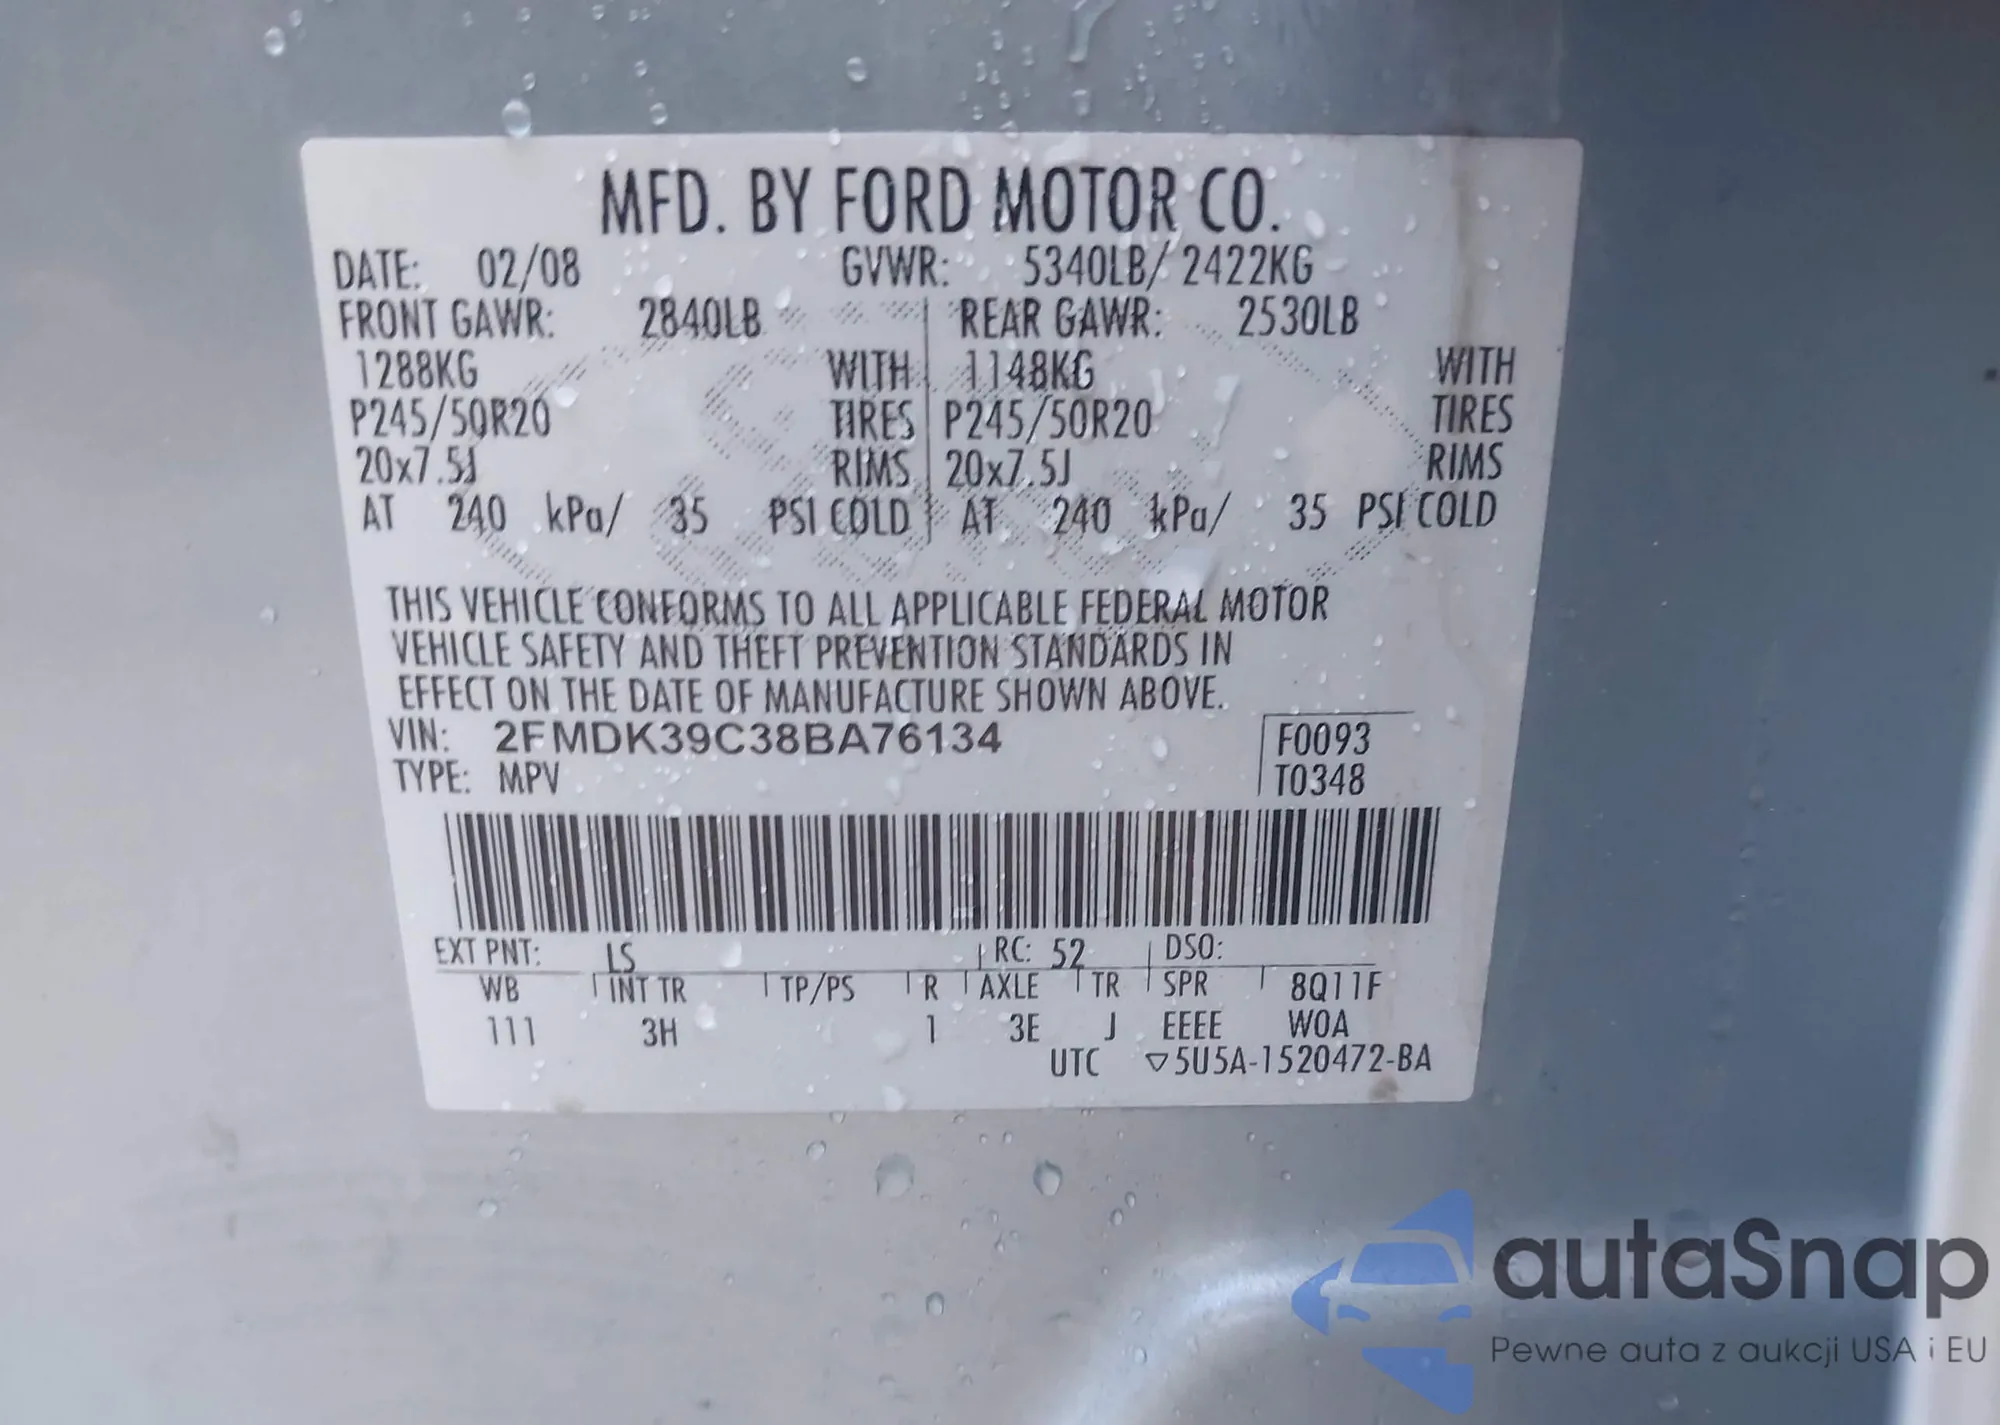 MFD. BY FORD MOTOR CO.
DATE: 02/08 GVWR: 5340LB/ 2422KG
FRONT GAWR: 2840LB REAR GAWR: 2530LB
1288KG WITH 1148KG WITH
P245/50R20 TIRES P245/50R20 TIRES
20x7.5J RIMS 20x7.5J RIMS
AT 240 kPa/ 35 PSI COLD AT 240 kPa/ 35 PSI COLD
THIS VEHICLE CONFORMS TO ALL APPLICABLE FEDERAL MOTOR
VEHICLE SAFETY AND THEFT PREVENTION STANDARDS IN
EFFECT ON THE DATE OF MANUFACTURE SHOWN ABOVE.
VIN: 2FMDK39C38BA76134 F0093
TYPE: MPV T0348
EXT PNT: LS RC: 52 DSO:
WB INT TR TP/PS R AXLE TR SPR 8Q11F
111 3H 1 3E J EEEE WOA
UTC ▽5U5A-1520472-BA
autaSnap
Pewne auta z aukcji USA i EU